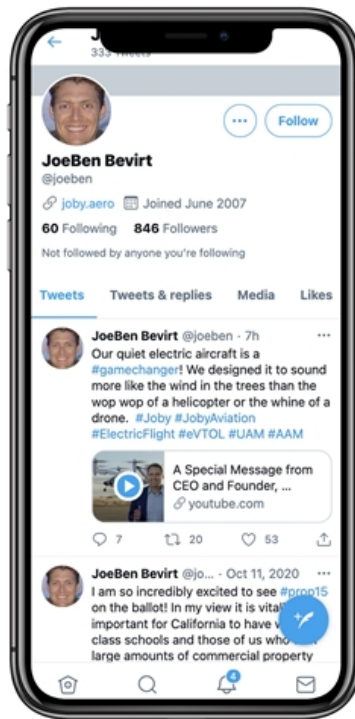 333 Tweets
Follow
JoeBen Bevirt
@joeben
joby.aero Joined June 2007
60 Following 846 Followers
Not followed by anyone you're following
Tweets Tweets & replies Media Likes
JoeBen Bevirt @joeben · 7h
Our quiet electric aircraft is a
#gamechanger! We designed it to sound
more like the wind in the trees than the
wop wop of a helicopter or the whine of a
drone. #Joby #JobyAviation
#ElectricFlight #eVTOL #UAM #AAM
A Special Message from
CEO and Founder, ...
youtube.com
7 20 53
JoeBen Bevirt @jo... · Oct 11, 2020
I am so incredibly excited to see #prop15
on the ballot! In my view it is vital
important for California to have
class schools and those of us who
large amounts of commercial property
4